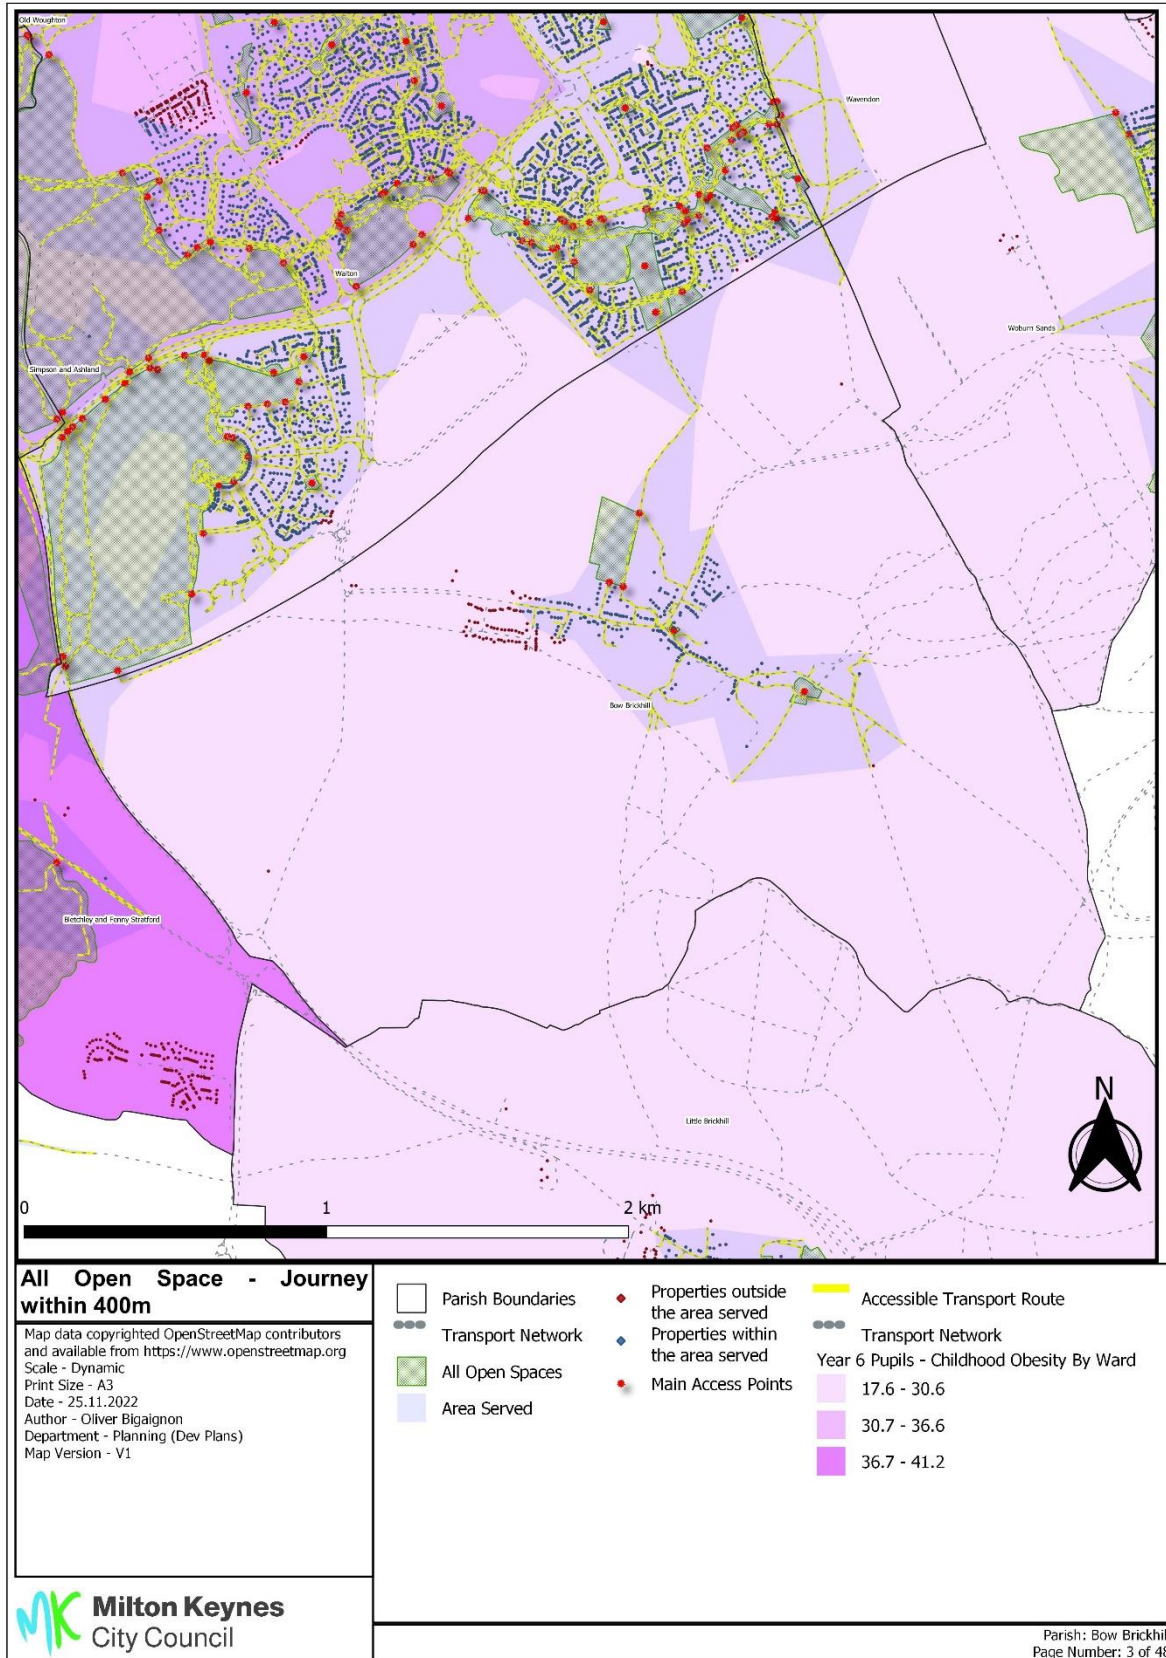 Old Woughton
Wavendon
Walton
Woburn Sands
Simpson and Ashland
Bow Brickhill
Bletchley and Fenny Stratford
Little Brickhill
N
0 1 2 km
All Open Space - Journey
within 400m
Map data copyrighted OpenStreetMap contributors
and available from https://www.openstreetmap.org
Scale - Dynamic
Print Size - A3
Date - 25.11.2022
Author - Oliver Bigaignon
Department - Planning (Dev Plans)
Map Version - V1
MK Milton Keynes
City Council
Parish Boundaries
Transport Network
All Open Spaces
Area Served
Properties outside
the area served
Properties within
the area served
Main Access Points
Accessible Transport Route
Transport Network
Year 6 Pupils - Childhood Obesity By Ward
17.6 - 30.6
30.7 - 36.6
36.7 - 41.2
Parish: Bow Brickhil
Page Number: 3 of 48